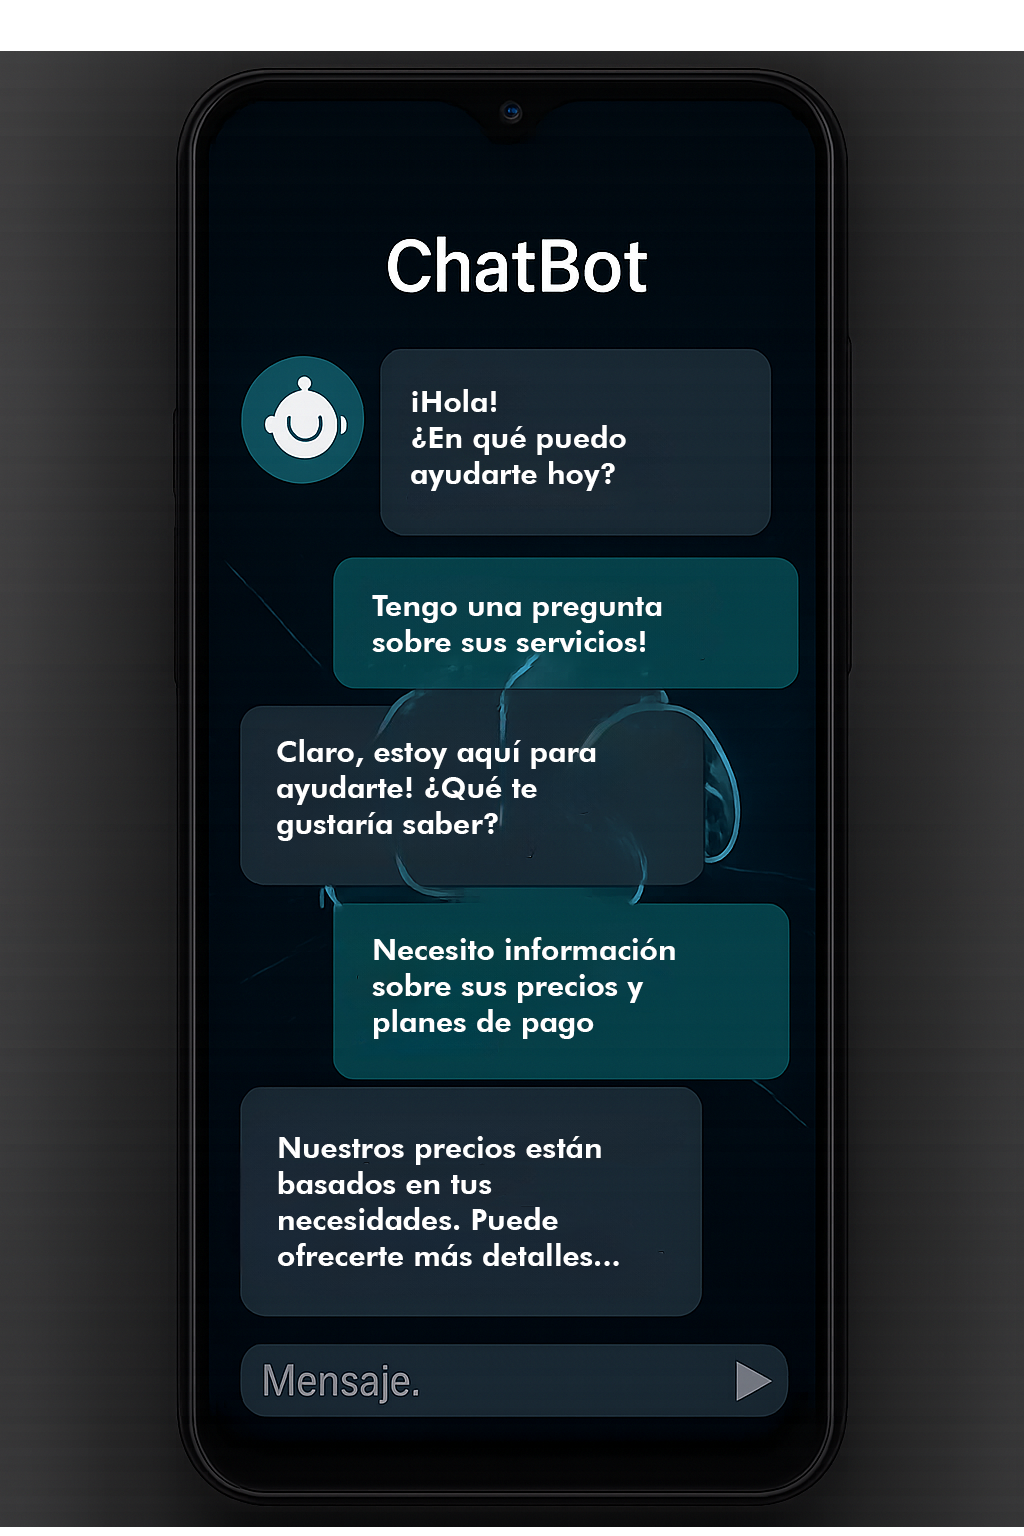 ChatBot
¡Hola!
¿En qué puedo
ayudarte hoy?
Tengo una pregunta
sobre sus servicios!
Claro, estoy aquí para
ayudarte! ¿Qué te
gustaría saber?
Necesito información
sobre sus precios y
planes de pago
Nuestros precios están
basados en tus
necesidades. Puede
ofrecerte más detalles...
Mensaje.